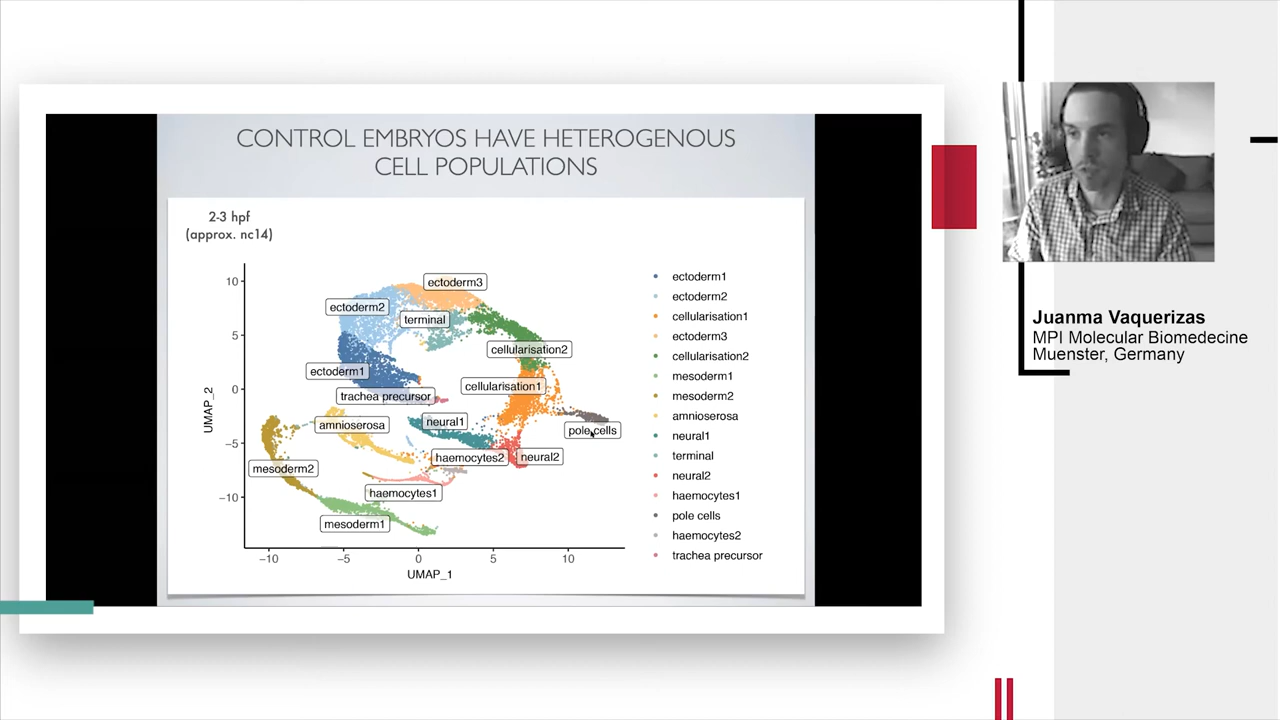 CONTROL EMBRYOS HAVE HETEROGENOUS
CELL POPULATIONS
2-3 hpf
(approx. nc14)
10
5
0
−5
−10
UMAP_2
ectoderm3
ectoderm2
terminal
cellularisation2
ectoderm1
cellularisation1
trachea precursor
neural1
amnioserosa
pole cells
haemocytes2
neural2
mesoderm2
haemocytes1
mesoderm1
−10
−5
0
5
10
UMAP_1
ectoderm1
ectoderm2
cellularisation1
ectoderm3
cellularisation2
mesoderm1
mesoderm2
amnioserosa
neural1
terminal
neural2
haemocytes1
pole cells
haemocytes2
trachea precursor
Juanma Vaquerizas
MPI Molecular Biomedecine
Muenster, Germany